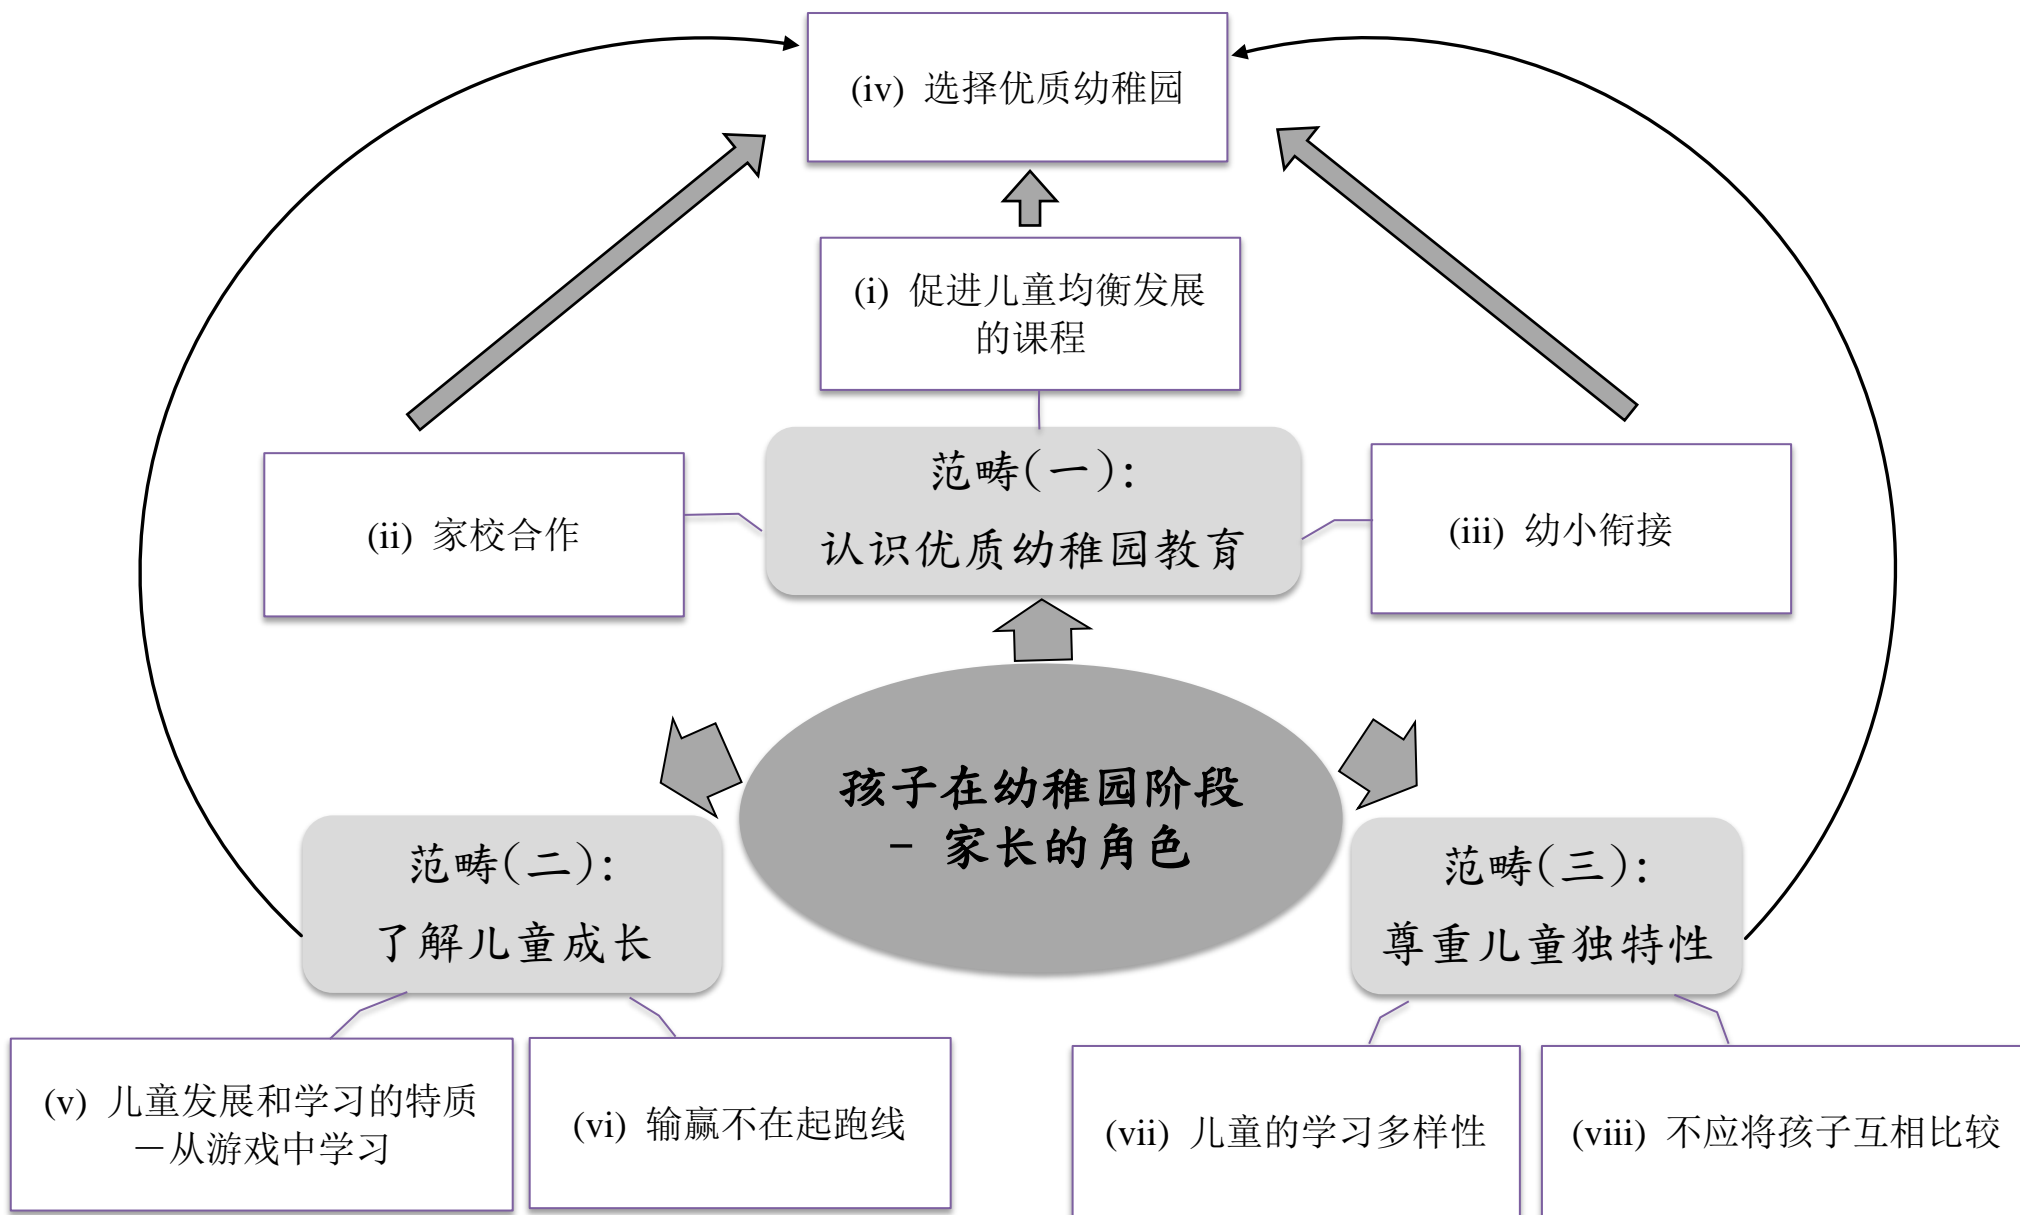 (iv) 选择优质幼稚园
(i) 促进儿童均衡发展
的课程
范畴(一):
认识优质幼稚园教育
(ii) 家校合作
(iii) 幼小衔接
孩子在幼稚园阶段
- 家长的角色
范畴(二):
了解儿童成长
范畴(三):
尊重儿童独特性
(v) 儿童发展和学习的特质
－从游戏中学习
(vi) 输赢不在起跑线
(vii) 儿童的学习多样性
(viii) 不应将孩子互相比较